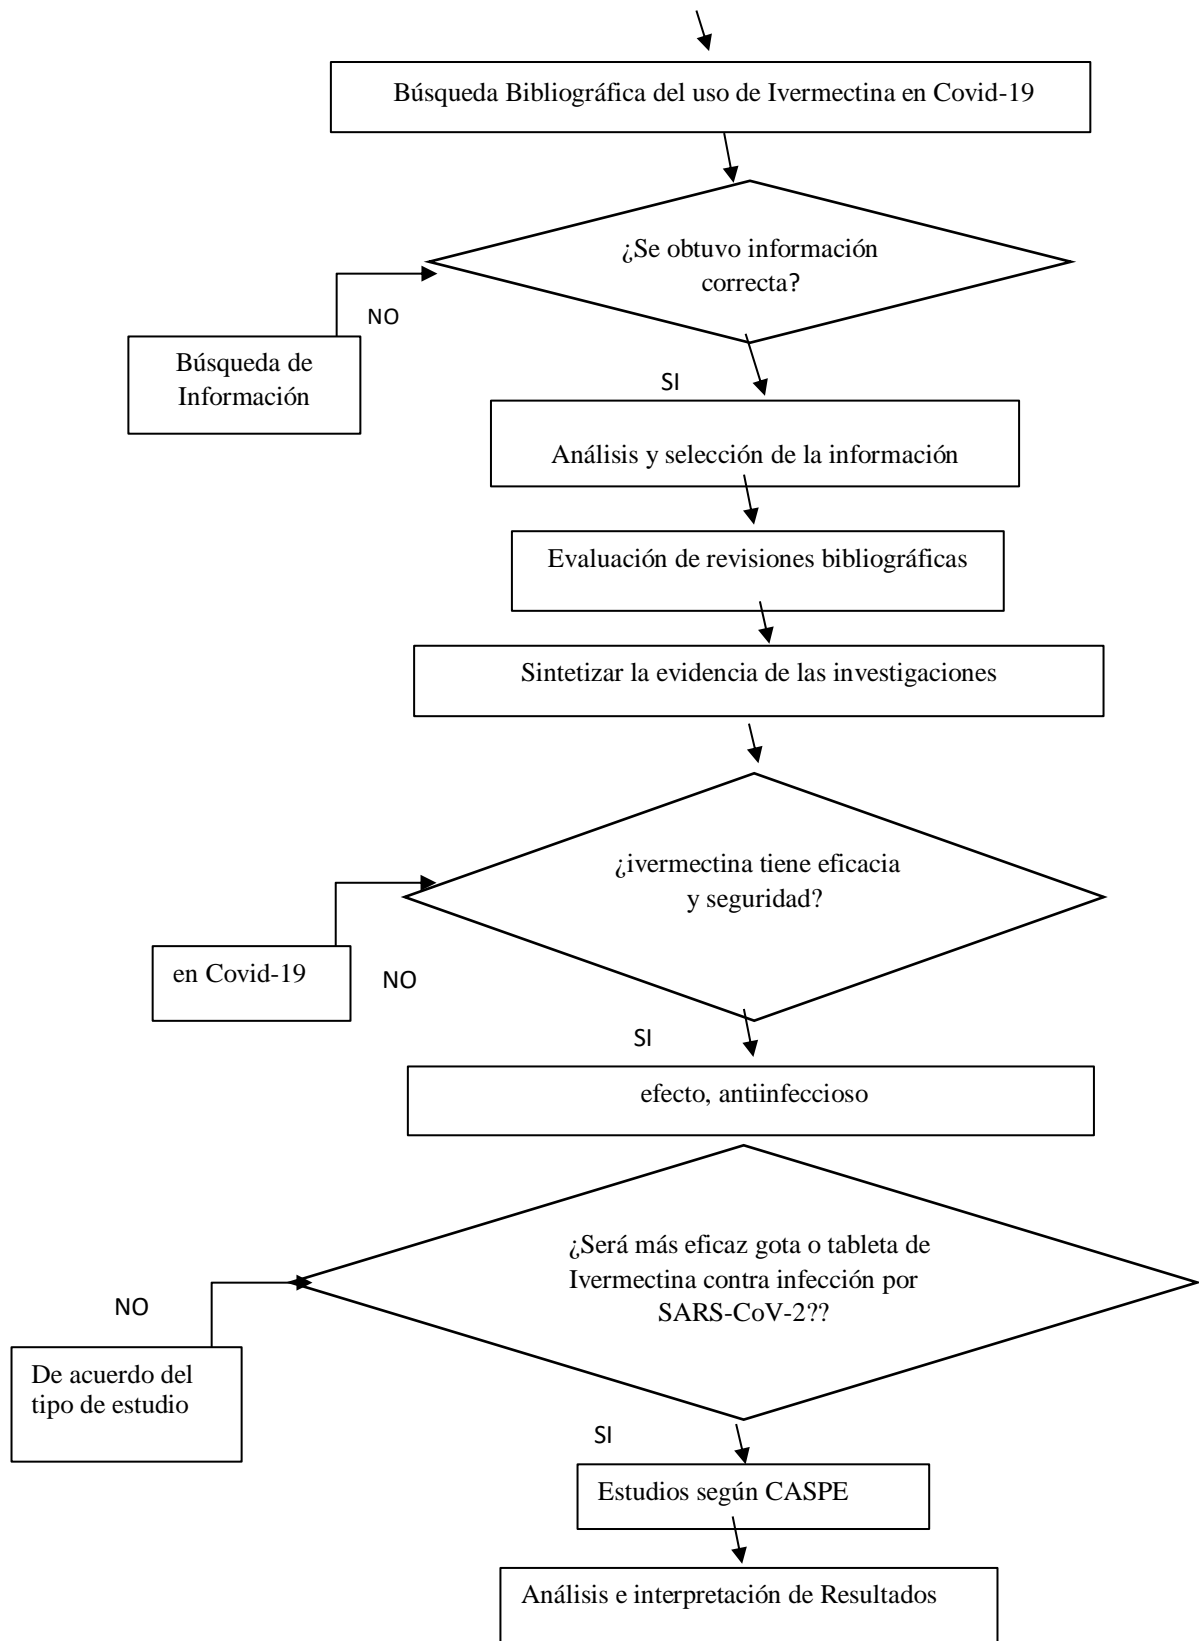 Búsqueda Bibliográfica del uso de Ivermectina en Covid-19
¿Se obtuvo información
correcta?
NO
Búsqueda de
Información
SI
Análisis y selección de la información
Evaluación de revisiones bibliográficas
Sintetizar la evidencia de las investigaciones
¿ivermectina tiene eficacia
y seguridad?
en Covid-19
NO
SI
efecto, antiinfeccioso
¿Será más eficaz gota o tableta de
Ivermectina contra infección por
SARS-CoV-2??
NO
De acuerdo del
tipo de estudio
SI
Estudios según CASPE
Análisis e interpretación de Resultados